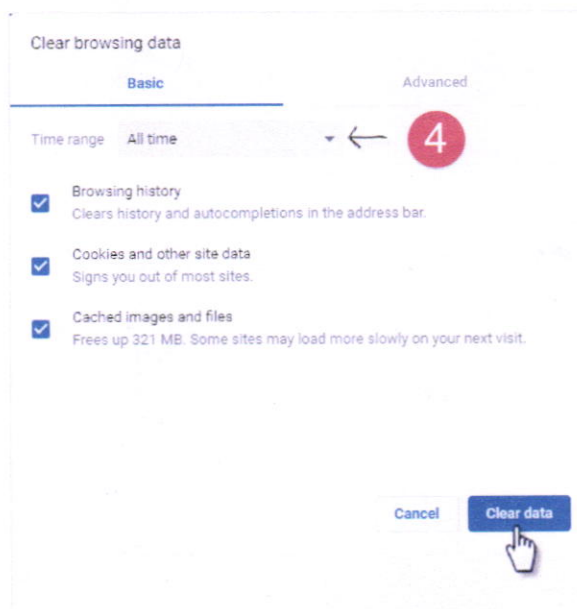 Clear browsing data
Basic Advanced
Time range All time 4
Browsing history
Clears history and autocompletions in the address bar.
Cookies and other site data
Signs you out of most sites.
Cached images and files
Frees up 321 MB. Some sites may load more slowly on your next visit.
Cancel Clear data